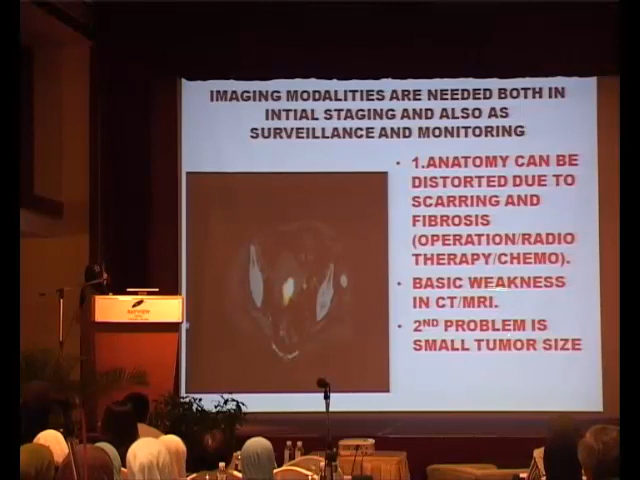 IMAGING MODALITIES ARE NEEDED BOTH IN
INTIAL STAGING AND ALSO AS
SURVEILLANCE AND MONITORING
• 1.ANATOMY CAN BE
DISTORTED DUE TO
SCARRING AND
FIBROSIS
(OPERATION/RADIO
THERAPY/CHEMO).
• BASIC WEAKNESS
IN CT/MRI.
• 2ND PROBLEM IS
SMALL TUMOR SIZE
BAYVIEW